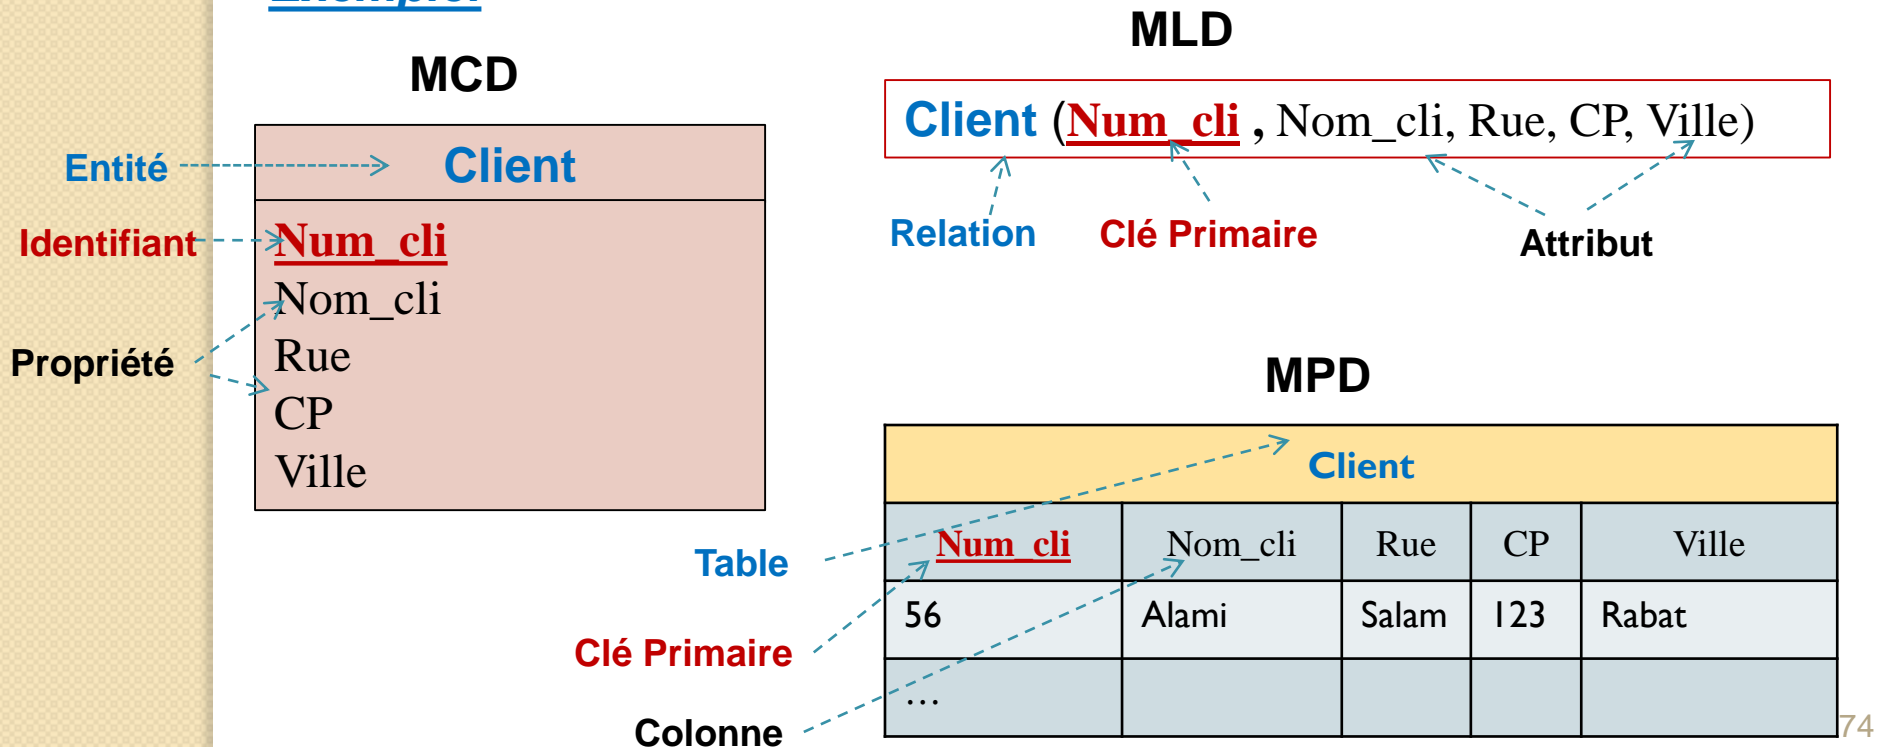 Exemple:
MCD
Entité
Client
Identifiant
Num_cli
Nom_cli
Propriété
Rue
CP
Ville
MLD
Client (Num_cli , Nom_cli, Rue, CP, Ville)
Relation
Clé Primaire
Attribut
MPD
Client
Table
Num_cli Nom_cli Rue CP Ville
56 Alami Salam 123 Rabat
Clé Primaire
…
Colonne
74